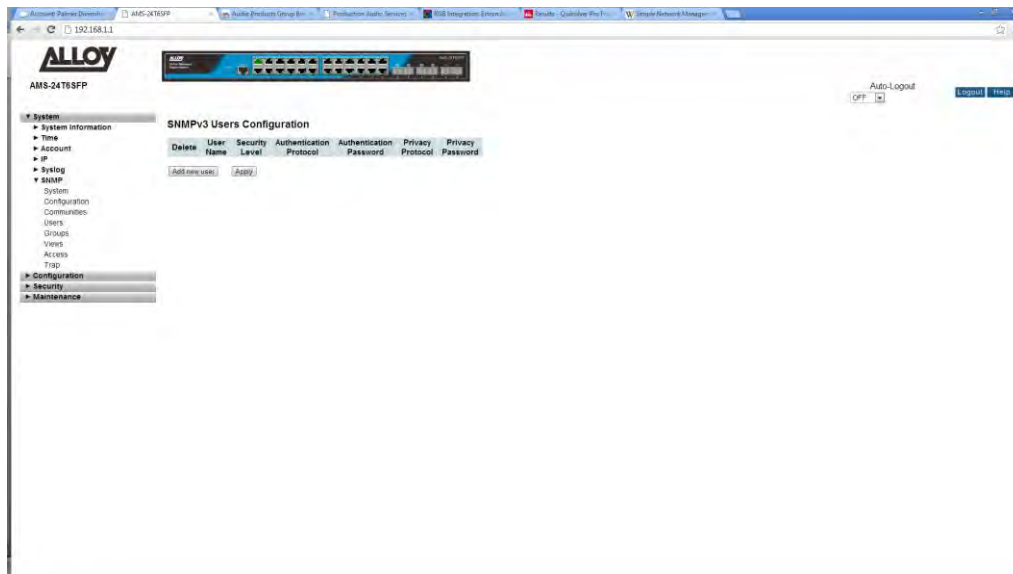 AMS-24T6SFP
192.168.1.1
ALLOY
AMS-24T6SFP
Auto-Logout
OFF
Logout Help
System
System Information
Time
Account
IP
Syslog
SNMP
System
Configuration
Communities
Users
Groups
Views
Access
Trap
Configuration
Security
Maintenance
SNMPv3 Users Configuration
Delete User Name Security Level Authentication Protocol Authentication Password Privacy Protocol Privacy Password
Add new user Apply